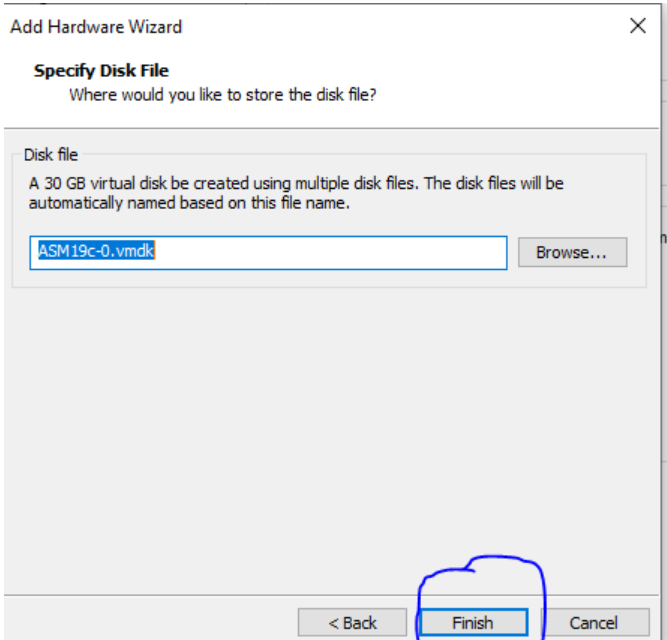 Add Hardware Wizard
Specify Disk File
Where would you like to store the disk file?
Disk file
A 30 GB virtual disk be created using multiple disk files. The disk files will be
automatically named based on this file name.
ASM19c-0.vmdk
Browse...
< Back
Finish
Cancel